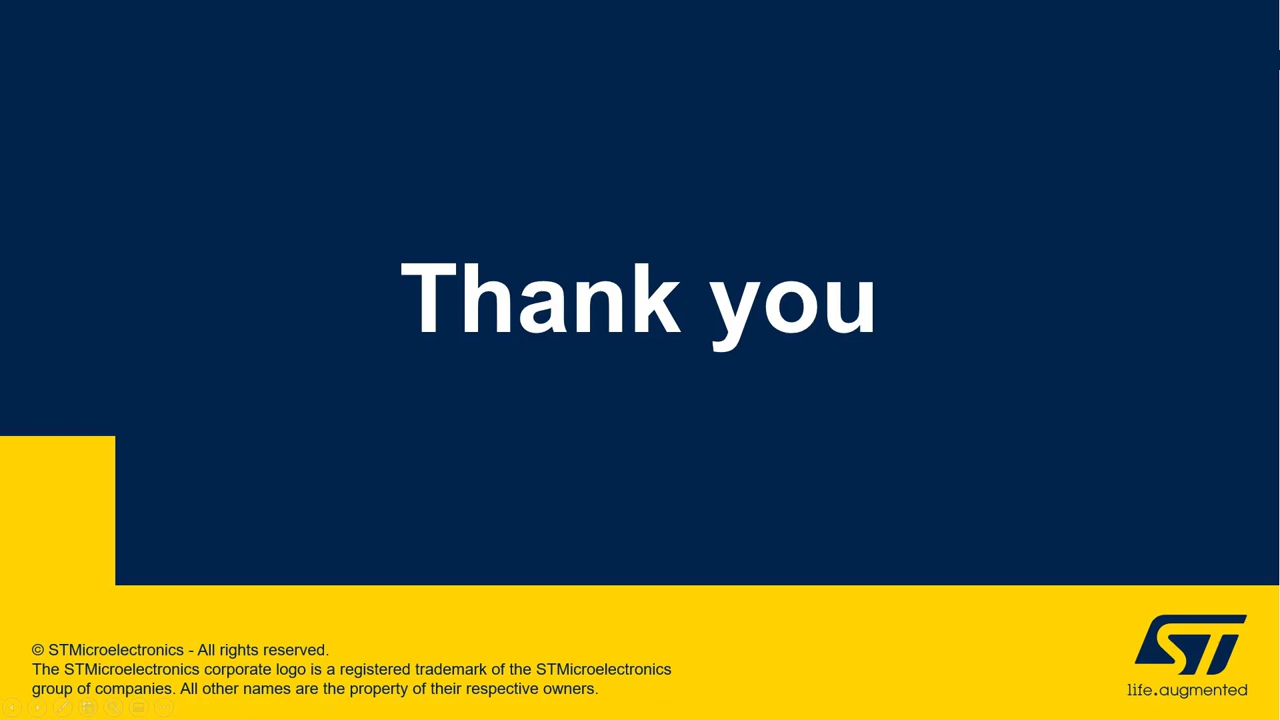 Thank you
© STMicroelectronics - All rights reserved.
The STMicroelectronics corporate logo is a registered trademark of the STMicroelectronics
group of companies. All other names are the property of their respective owners.
ST
life.augmented